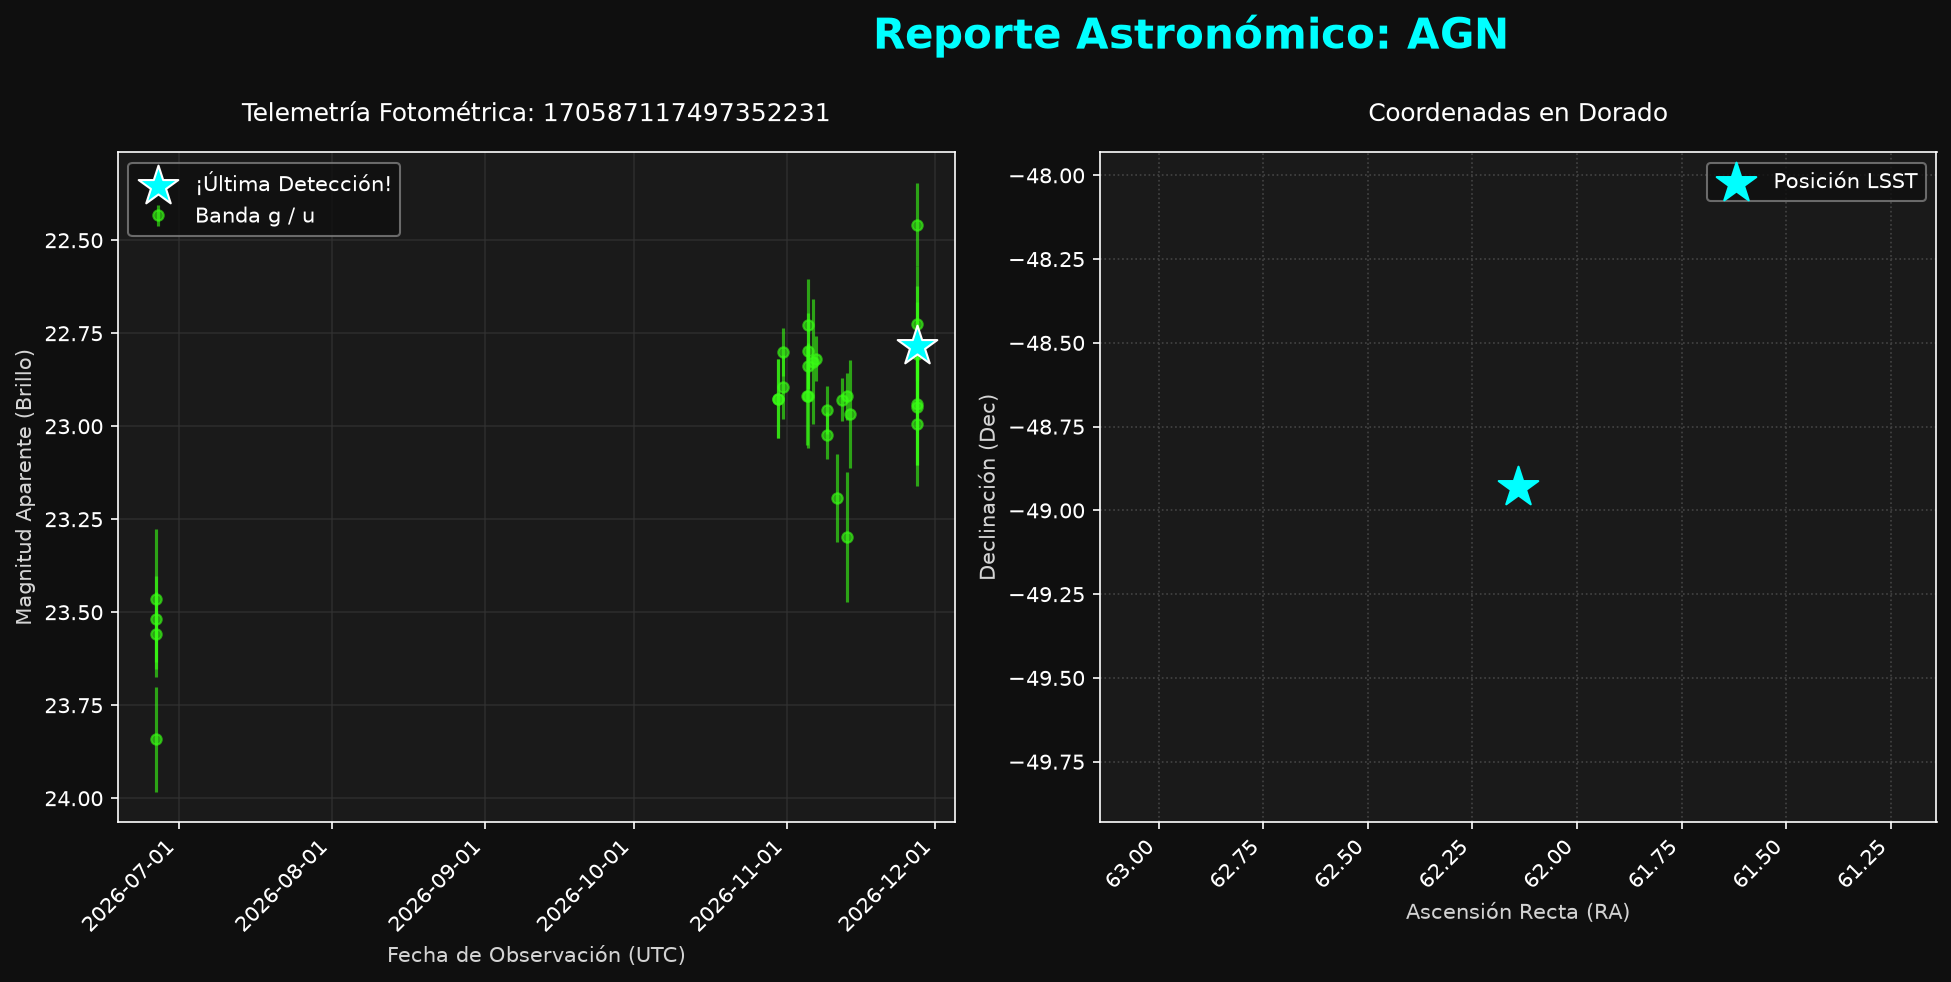 Reporte Astronómico: AGN
Telemetría Fotométrica: 170587117497352231
¡Última Detección!
Banda g / u
Magnitud Aparente (Brillo)
22.50
22.75
23.00
23.25
23.50
23.75
24.00
2026-07-01
2026-08-01
2026-09-01
2026-10-01
2026-11-01
2026-12-01
Fecha de Observación (UTC)
Coordenadas en Dorado
Posición LSST
Declinación (Dec)
−48.00
−48.25
−48.50
−48.75
−49.00
−49.25
−49.50
−49.75
63.00
62.75
62.50
62.25
62.00
61.75
61.50
61.25
Ascensión Recta (RA)